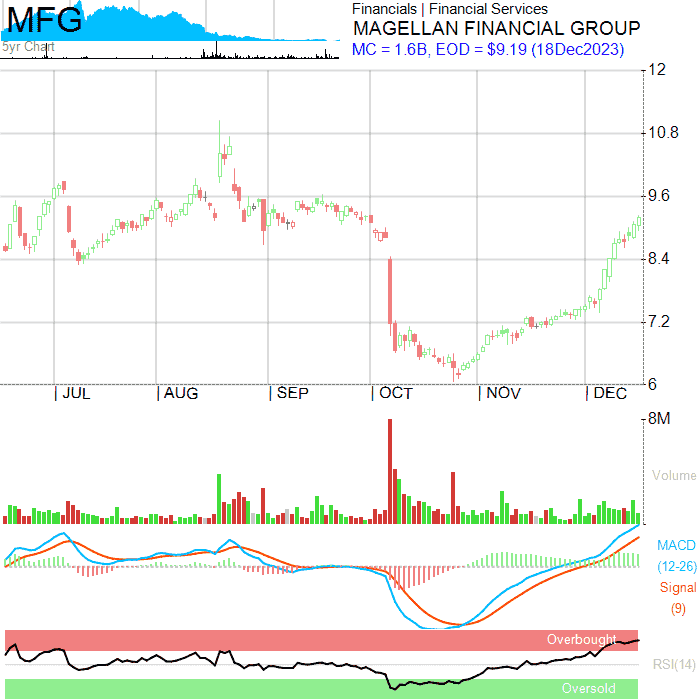 MFG
5yr Chart
Financials | Financial Services
MAGELLAN FINANCIAL GROUP
MC = 1.6B, EOD = $9.19 (18Dec2023)
12
10.8
9.6
8.4
7.2
6
JUL
AUG
SEP
OCT
NOV
DEC
8M
Volume
MACD
(12-26)
Signal
(9)
Overbought
RSI(14)
Oversold